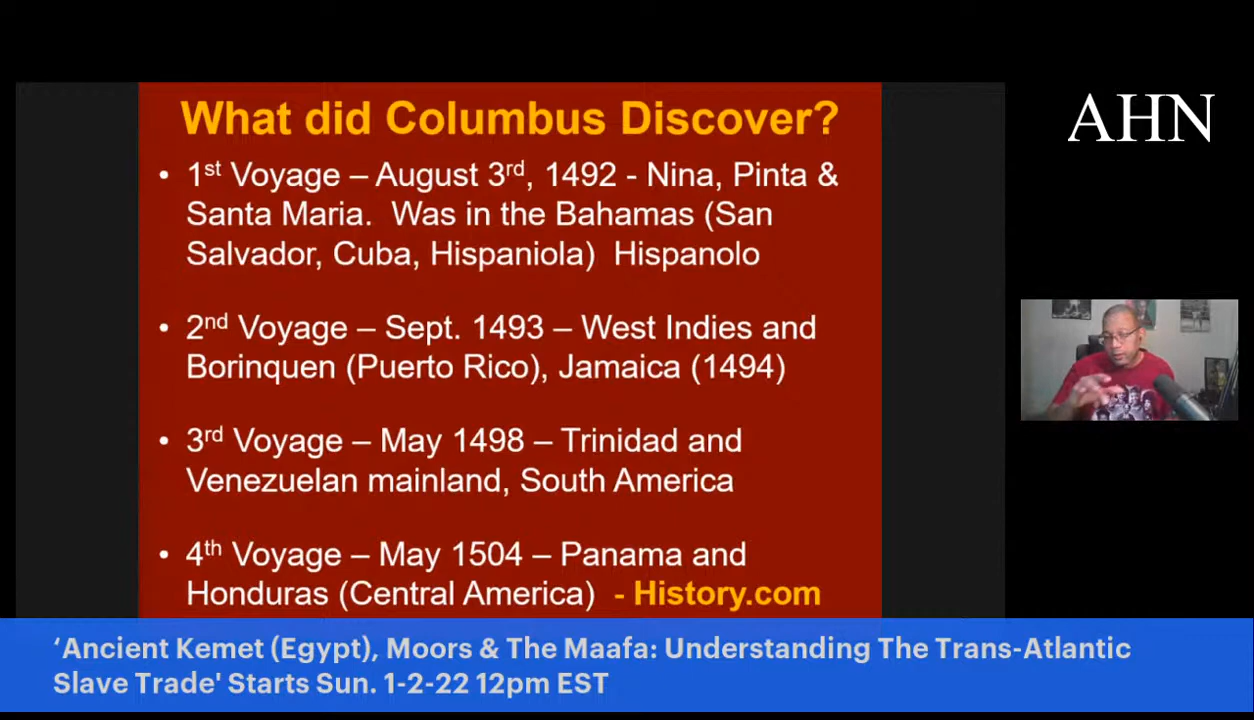 What did Columbus Discover?
AHN
• 1st Voyage – August 3rd, 1492 - Nina, Pinta &
Santa Maria. Was in the Bahamas (San
Salvador, Cuba, Hispaniola) Hispanolo
• 2nd Voyage – Sept. 1493 – West Indies and
Borinquen (Puerto Rico), Jamaica (1494)
• 3rd Voyage – May 1498 – Trinidad and
Venezuelan mainland, South America
• 4th Voyage – May 1504 – Panama and
Honduras (Central America) - History.com
‘Ancient Kemet (Egypt), Moors & The Maafa: Understanding The Trans-Atlantic
Slave Trade' Starts Sun. 1-2-22 12pm EST